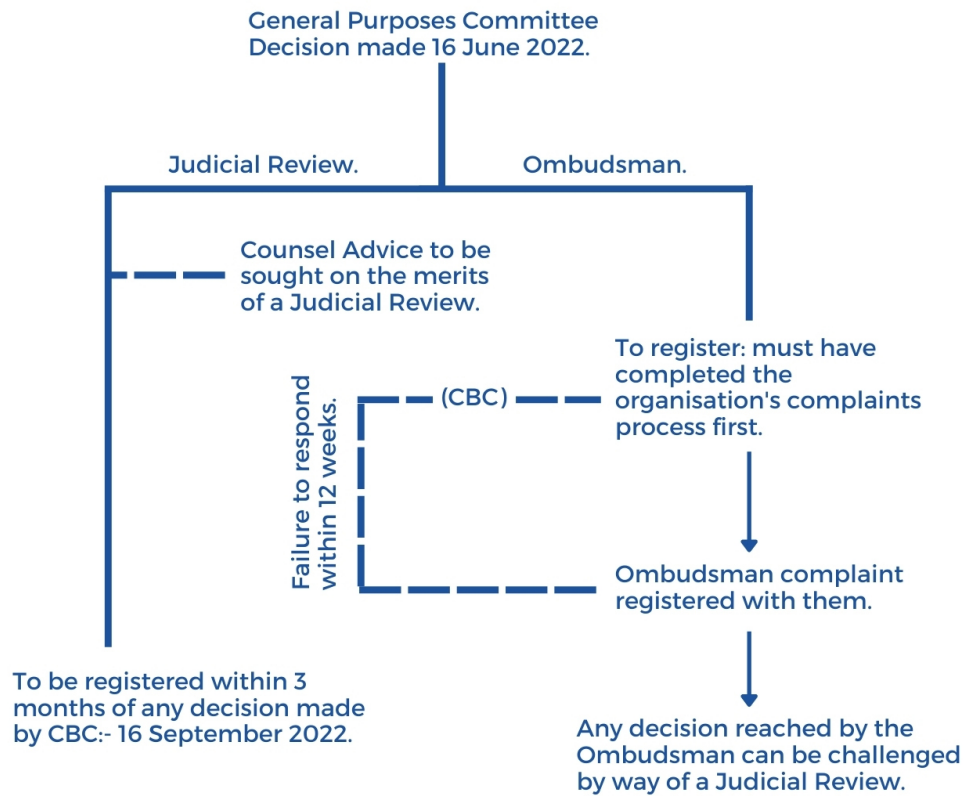 General Purposes Committee
Decision made 16 June 2022.
Judicial Review.
Ombudsman.
Counsel Advice to be
sought on the merits
of a Judicial Review.
To register: must have
completed the
organisation's complaints
process first.
(CBC)
Failure to respond
within 12 weeks.
Ombudsman complaint
registered with them.
To be registered within 3
months of any decision made
by CBC:- 16 September 2022.
Any decision reached by the
Ombudsman can be challenged
by way of a Judicial Review.